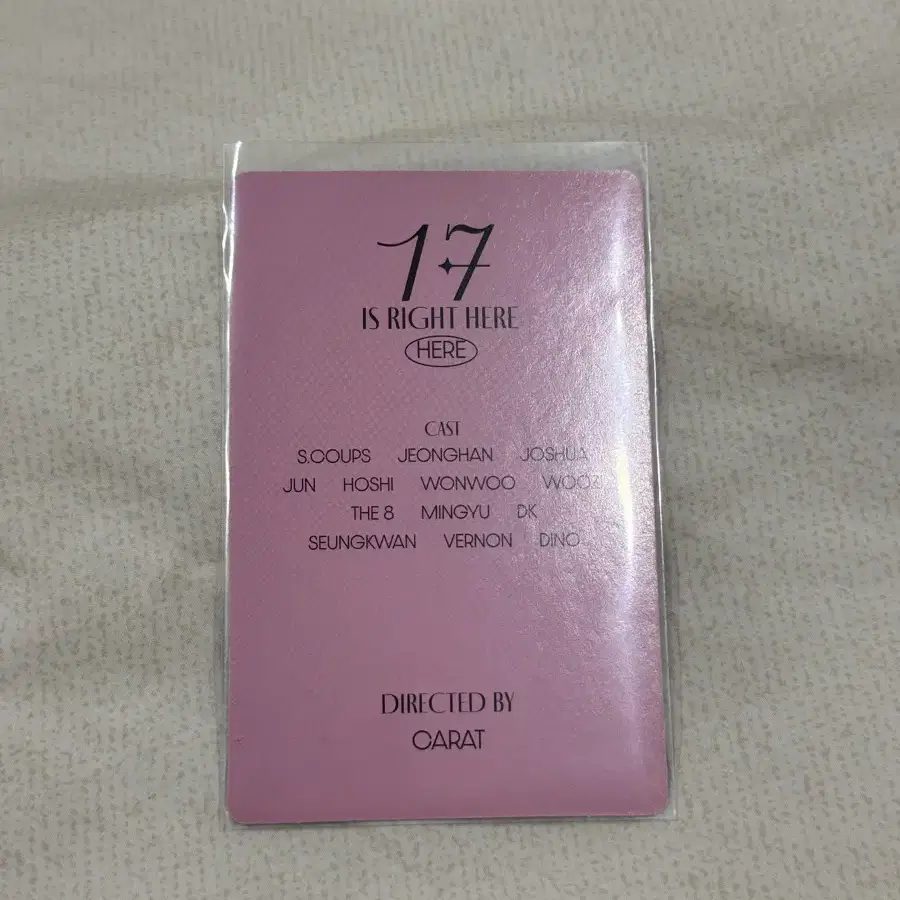 17
IS RIGHT HERE
HERE
CAST
S.COUPS JEONGHAN JOSHUA
JUN HOSHI WONWOO WOOZI
THE 8 MINGYU DK
SEUNGKWAN VERNON DINO
DIRECTED BY
CARAT